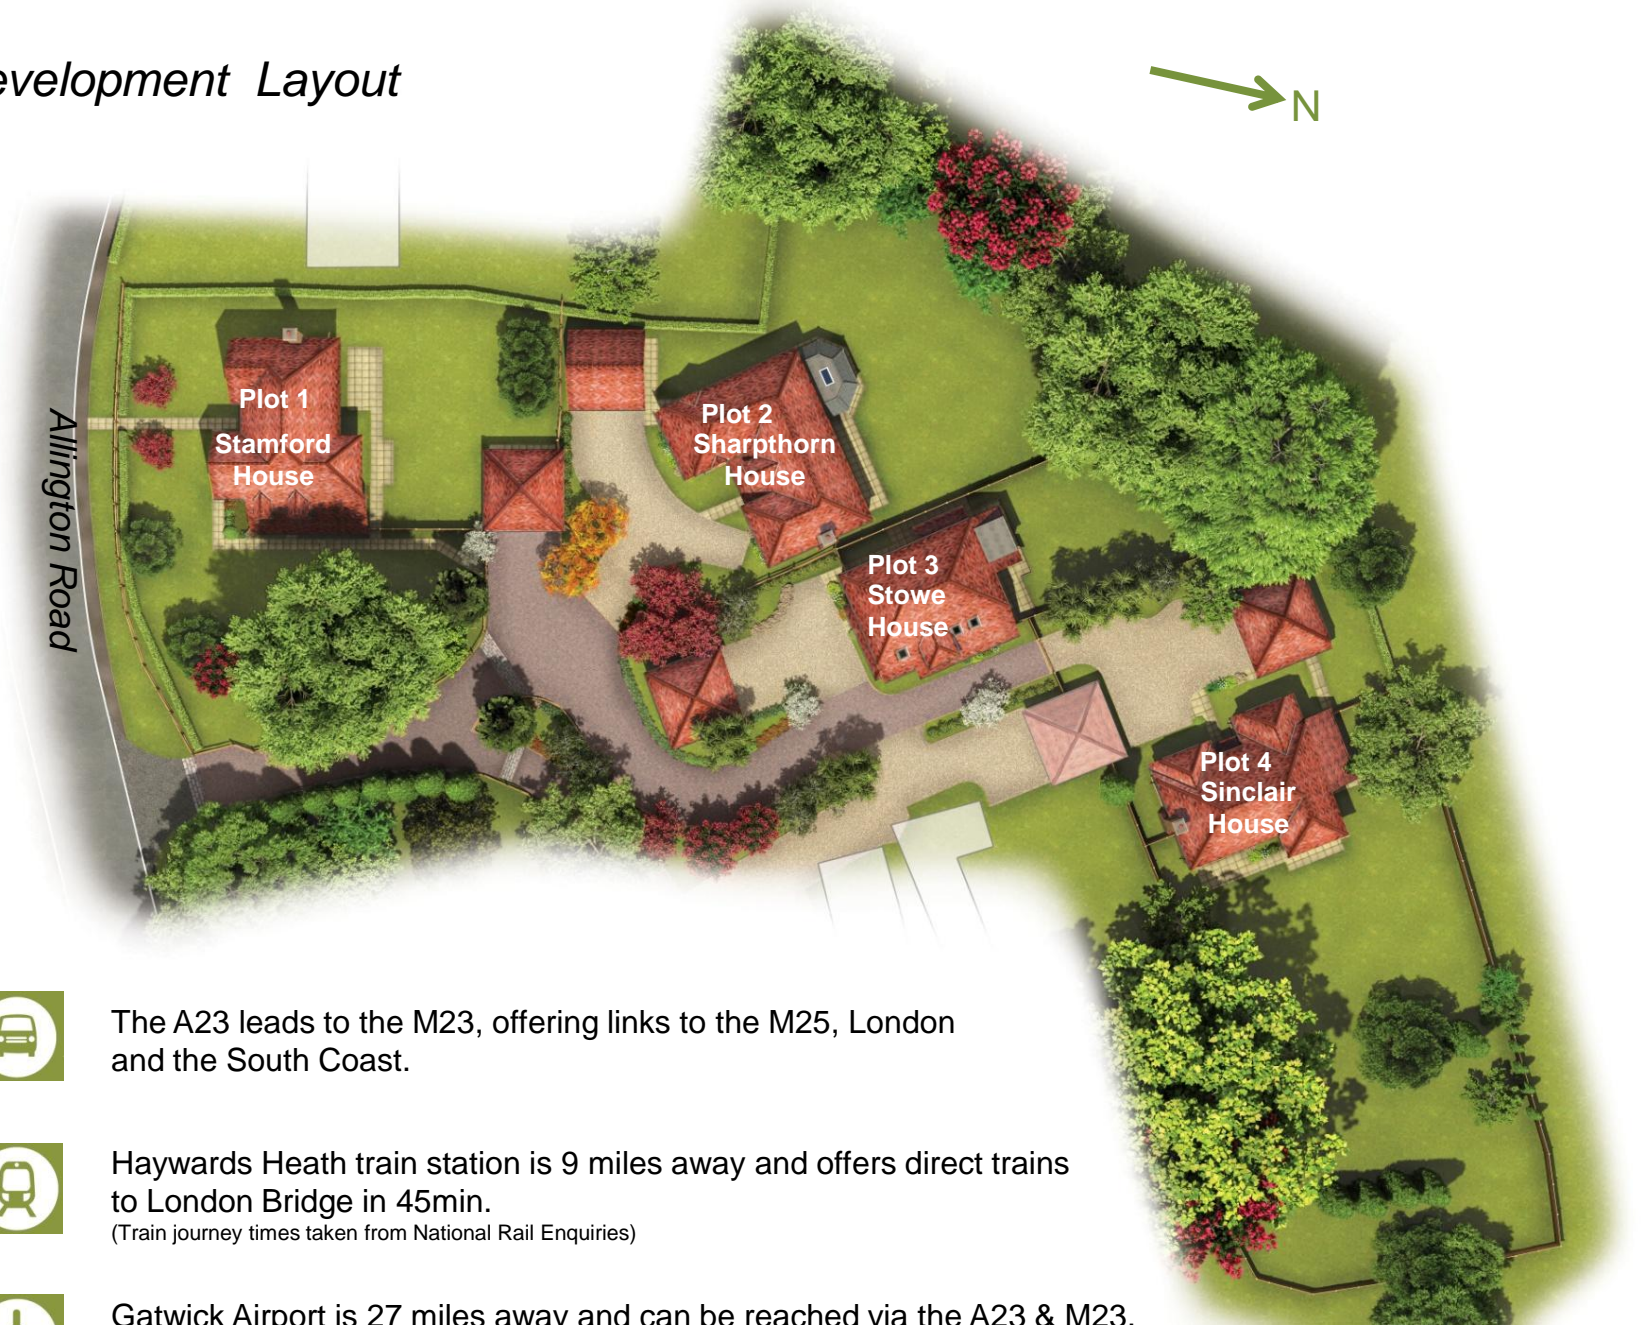 evelopment Layout
N
Allington Road
Plot 1
Stamford
House
Plot 2
Sharpthorn
House
Plot 3
Stowe
House
Plot 4
Sinclair
House
The A23 leads to the M23, offering links to the M25, London
and the South Coast.
Haywards Heath train station is 9 miles away and offers direct trains
to London Bridge in 45min.
(Train journey times taken from National Rail Enquiries)
Gatwick Airport is 27 miles away and can be reached via the A23 & M23.